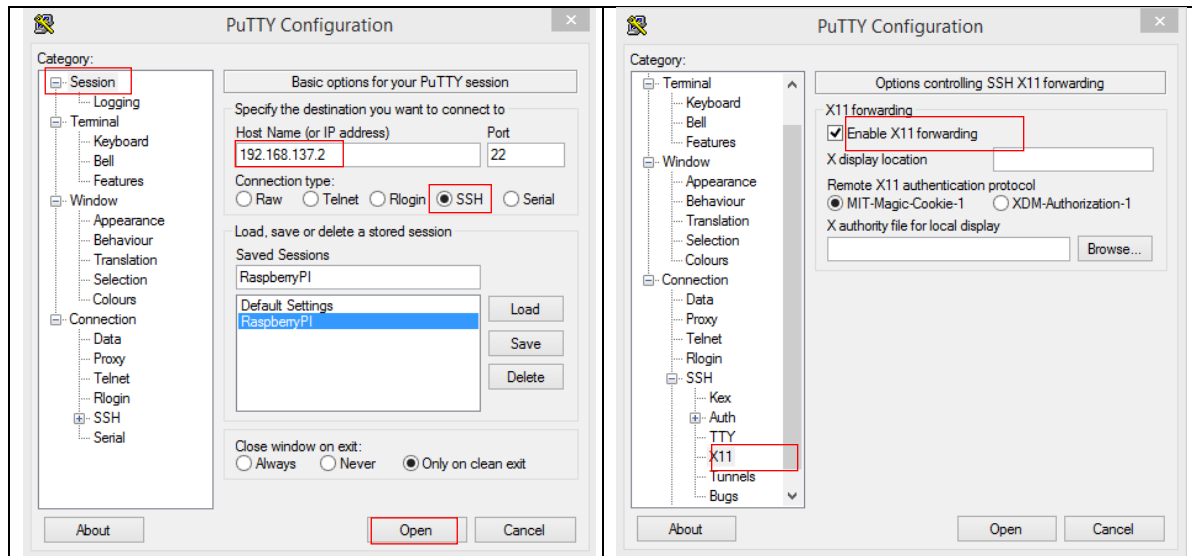 PuTTY Configuration
Category:
Session
Logging
Terminal
Keyboard
Bell
Features
Window
Appearance
Behaviour
Translation
Selection
Colours
Connection
Data
Proxy
Telnet
Rlogin
SSH
Serial
Basic options for your PuTTY session
Specify the destination you want to connect to
Host Name (or IP address) Port
192.168.137.2 22
Connection type:
Raw Telnet Rlogin SSH Serial
Load, save or delete a stored session
Saved Sessions
RaspberryPI
Default Settings
RaspberryPI
Load
Save
Delete
Close window on exit:
Always Never Only on clean exit
About Open Cancel
PuTTY Configuration
Category:
Terminal
Keyboard
Bell
Features
Window
Appearance
Behaviour
Translation
Selection
Colours
Connection
Data
Proxy
Telnet
Rlogin
SSH
Kex
Auth
TTY
X11
Tunnels
Bugs
Options controlling SSH X11 forwarding
X11 forwarding
Enable X11 forwarding
X display location
Remote X11 authentication protocol
MIT-Magic-Cookie-1 XDM-Authorization-1
X authority file for local display
Browse...
About Open Cancel